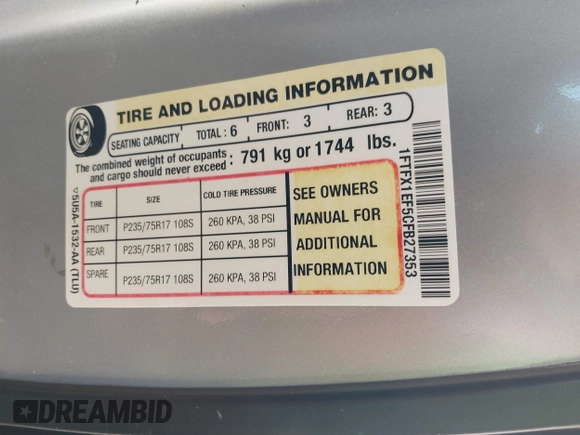 TIRE AND LOADING INFORMATION
SEATING CAPACITY TOTAL : 6 FRONT: 3 REAR: 3
The combined weight of occupants and cargo should never exceed : 791 kg or 1744 lbs.
TIRE SIZE COLD TIRE PRESSURE
FRONT P235/75R17 108S 260 KPA, 38 PSI
REAR P235/75R17 108S 260 KPA, 38 PSI
SPARE P235/75R17 108S 260 KPA, 38 PSI
SEE OWNERS
MANUAL FOR
ADDITIONAL
INFORMATION
5U5A-1532-AA (TLU)
1FTFX1EF5CFB27353
DREAMBID